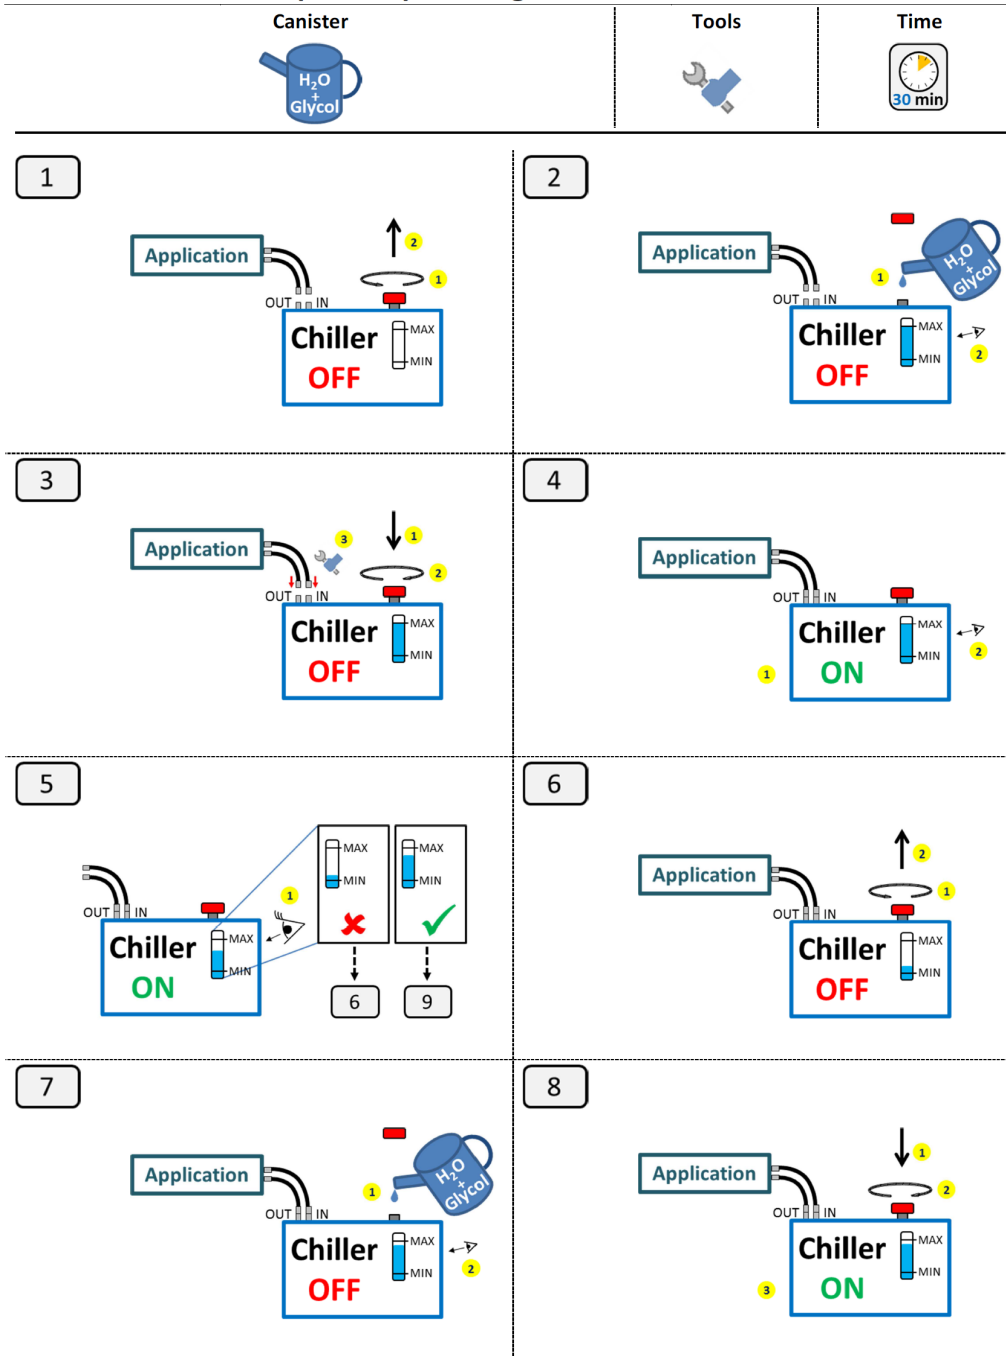 Canister
Tools
Time
H2O
+
Glycol
30 min
1
2
Application
1
OUT
IN
Chiller
OFF
MAX
MIN
2
Application
1
H2O
+
Glycol
OUT
IN
Chiller
OFF
MAX
MIN
2
3
Application
3
1
2
OUT
IN
Chiller
OFF
MAX
MIN
4
Application
OUT
IN
Chiller
ON
MAX
MIN
1
2
5
OUT
IN
Chiller
ON
MAX
MIN
1
MAX
MIN
MAX
MIN
6
9
6
Application
2
1
OUT
IN
Chiller
OFF
MAX
MIN
7
Application
1
H2O
+
Glycol
OUT
IN
Chiller
OFF
MAX
MIN
2
8
Application
1
2
OUT
IN
Chiller
ON
MAX
MIN
3